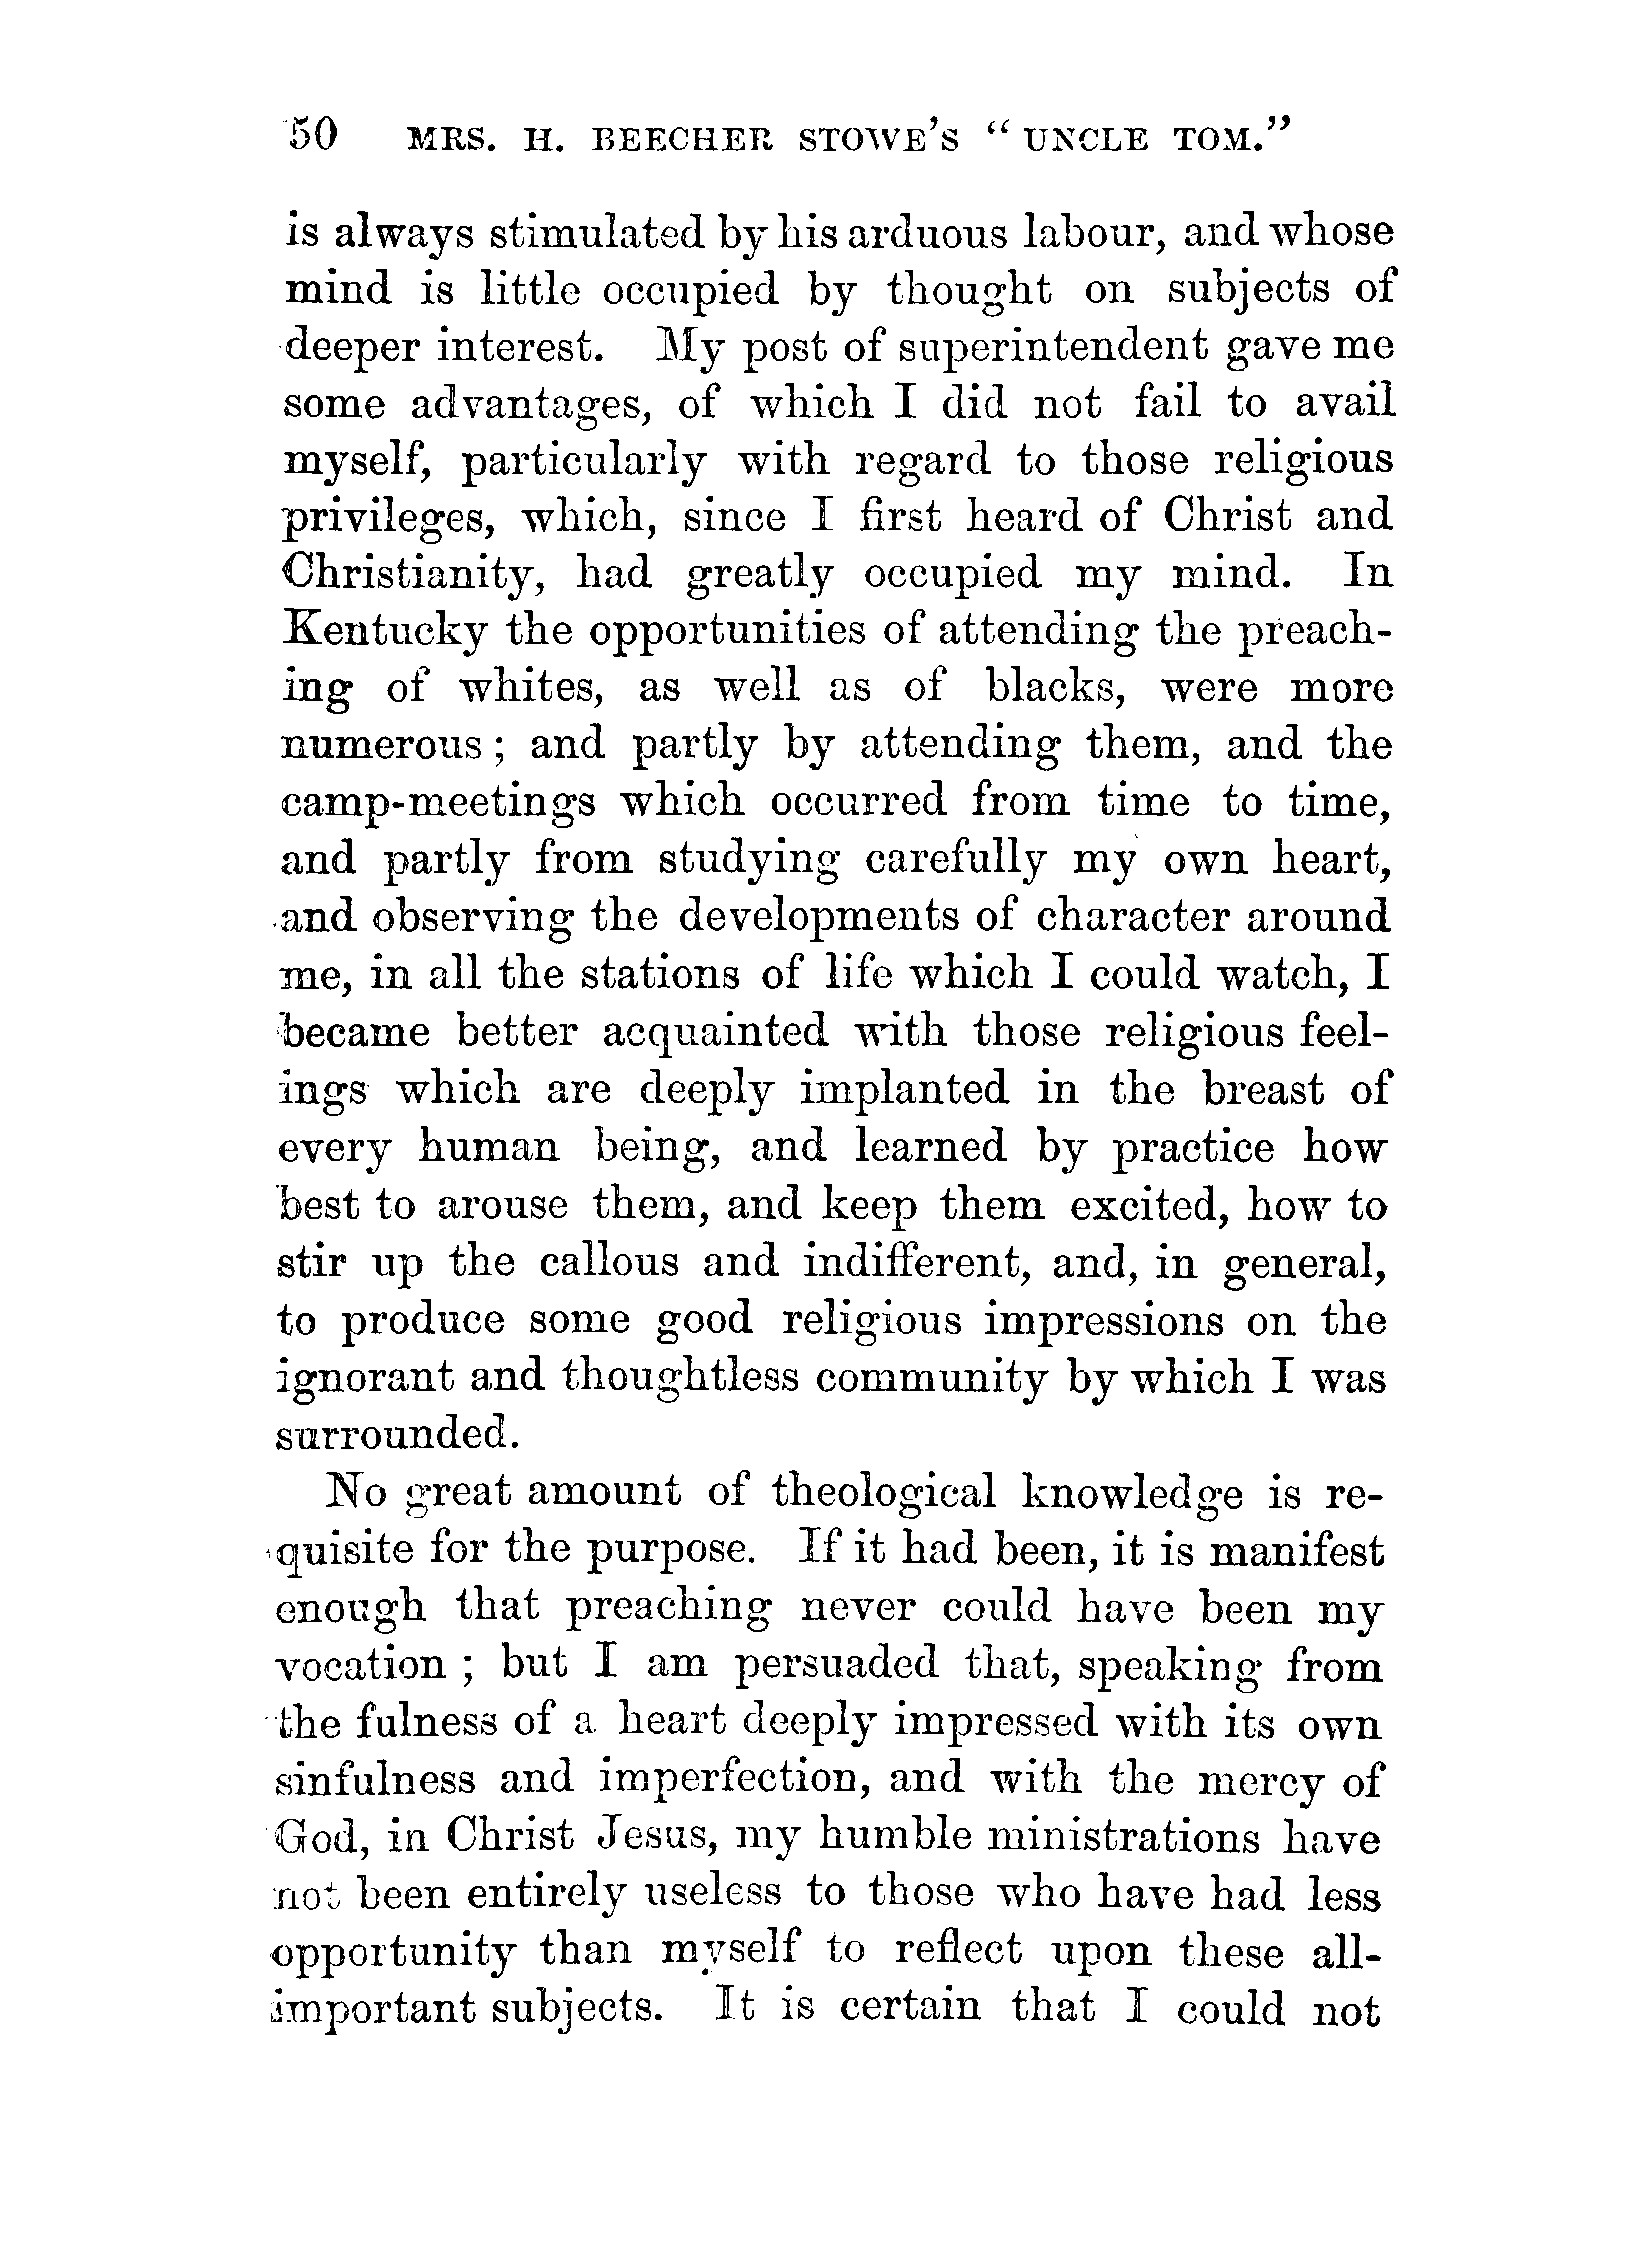 50 MRS. H. BEECHER STOWE'S "UNCLE TOM."
is always stimulated by his arduous labour, and whose
mind is little occupied by thought on subjects of
deeper interest. My post of superintendent gave me
some advantages, of which I did not fail to avail
myself, particularly with regard to those religious
privileges, which, since I first heard of Christ and
Christianity, had greatly occupied my mind. In
Kentucky the opportunities of attending the preach-
ing of whites, as well as of blacks, were more
numerous; and partly by attending them, and the
camp-meetings which occurred from time to time,
and partly from studying carefully my own heart,
and observing the developments of character around
me, in all the stations of life which I could watch, I
became better acquainted with those religious feel-
ings which are deeply implanted in the breast of
every human being, and learned by practice how
best to arouse them, and keep them excited, how to
stir up the callous and indifferent, and, in general,
to produce some good religious impressions on the
ignorant and thoughtless community by which I was
surrounded.
No great amount of theological knowledge is re-
quisite for the purpose. If it had been, it is manifest
enough that preaching never could have been my
vocation; but I am persuaded that, speaking from
the fulness of a heart deeply impressed with its own
sinfulness and imperfection, and with the mercy of
God, in Christ Jesus, my humble ministrations have
not been entirely useless to those who have had less
opportunity than myself to reflect upon these all-
important subjects. It is certain that I could not